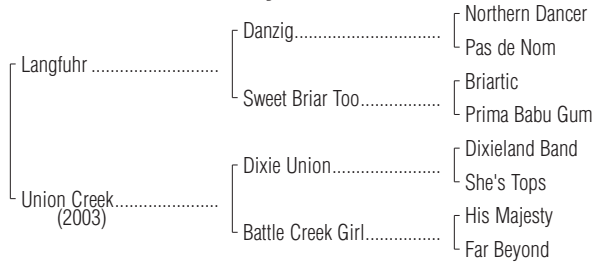 Northern Dancer
Danzig..............................
Pas de Nom
Langfuhr ..........................
Briartic
Sweet Briar Too.................
Prima Babu Gum
Dixieland Band
Dixie Union.......................
She's Tops
Union Creek.....................
(2003)
His Majesty
Battle Creek Girl................
Far Beyond